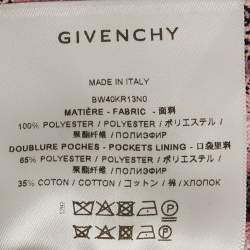 GIVENCHY
MADE IN ITALY
BW40KR13N0
MATIÈRE - FABRIC - 面料
100% POLYESTER / POLYESTER / ポリエステル /
聚酯纤维 / ПОЛИЭФИР
DOUBLURE POCHES - POCKETS LINING - 口袋里料
65% POLYESTER / POLYESTER / ポリエステル /
聚酯纤维 / ПОЛИЭФИР
35% COTON / COTTON / コットン / 棉 / ХЛОПОК